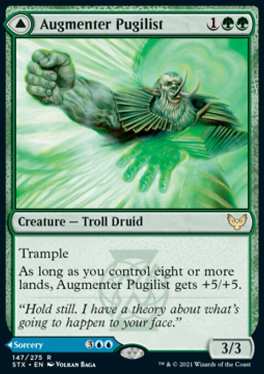 Augmenter Pugilist 1
Creature — Troll Druid
Trample
As long as you control eight or more
lands, Augmenter Pugilist gets +5/+5.
"Hold still. I have a theory about what's
going to happen to your face."
Sorcery 3
3/3
147/275 R
STX • EN VOLKAN BAGA
™ & © 2021 Wizards of the Coast